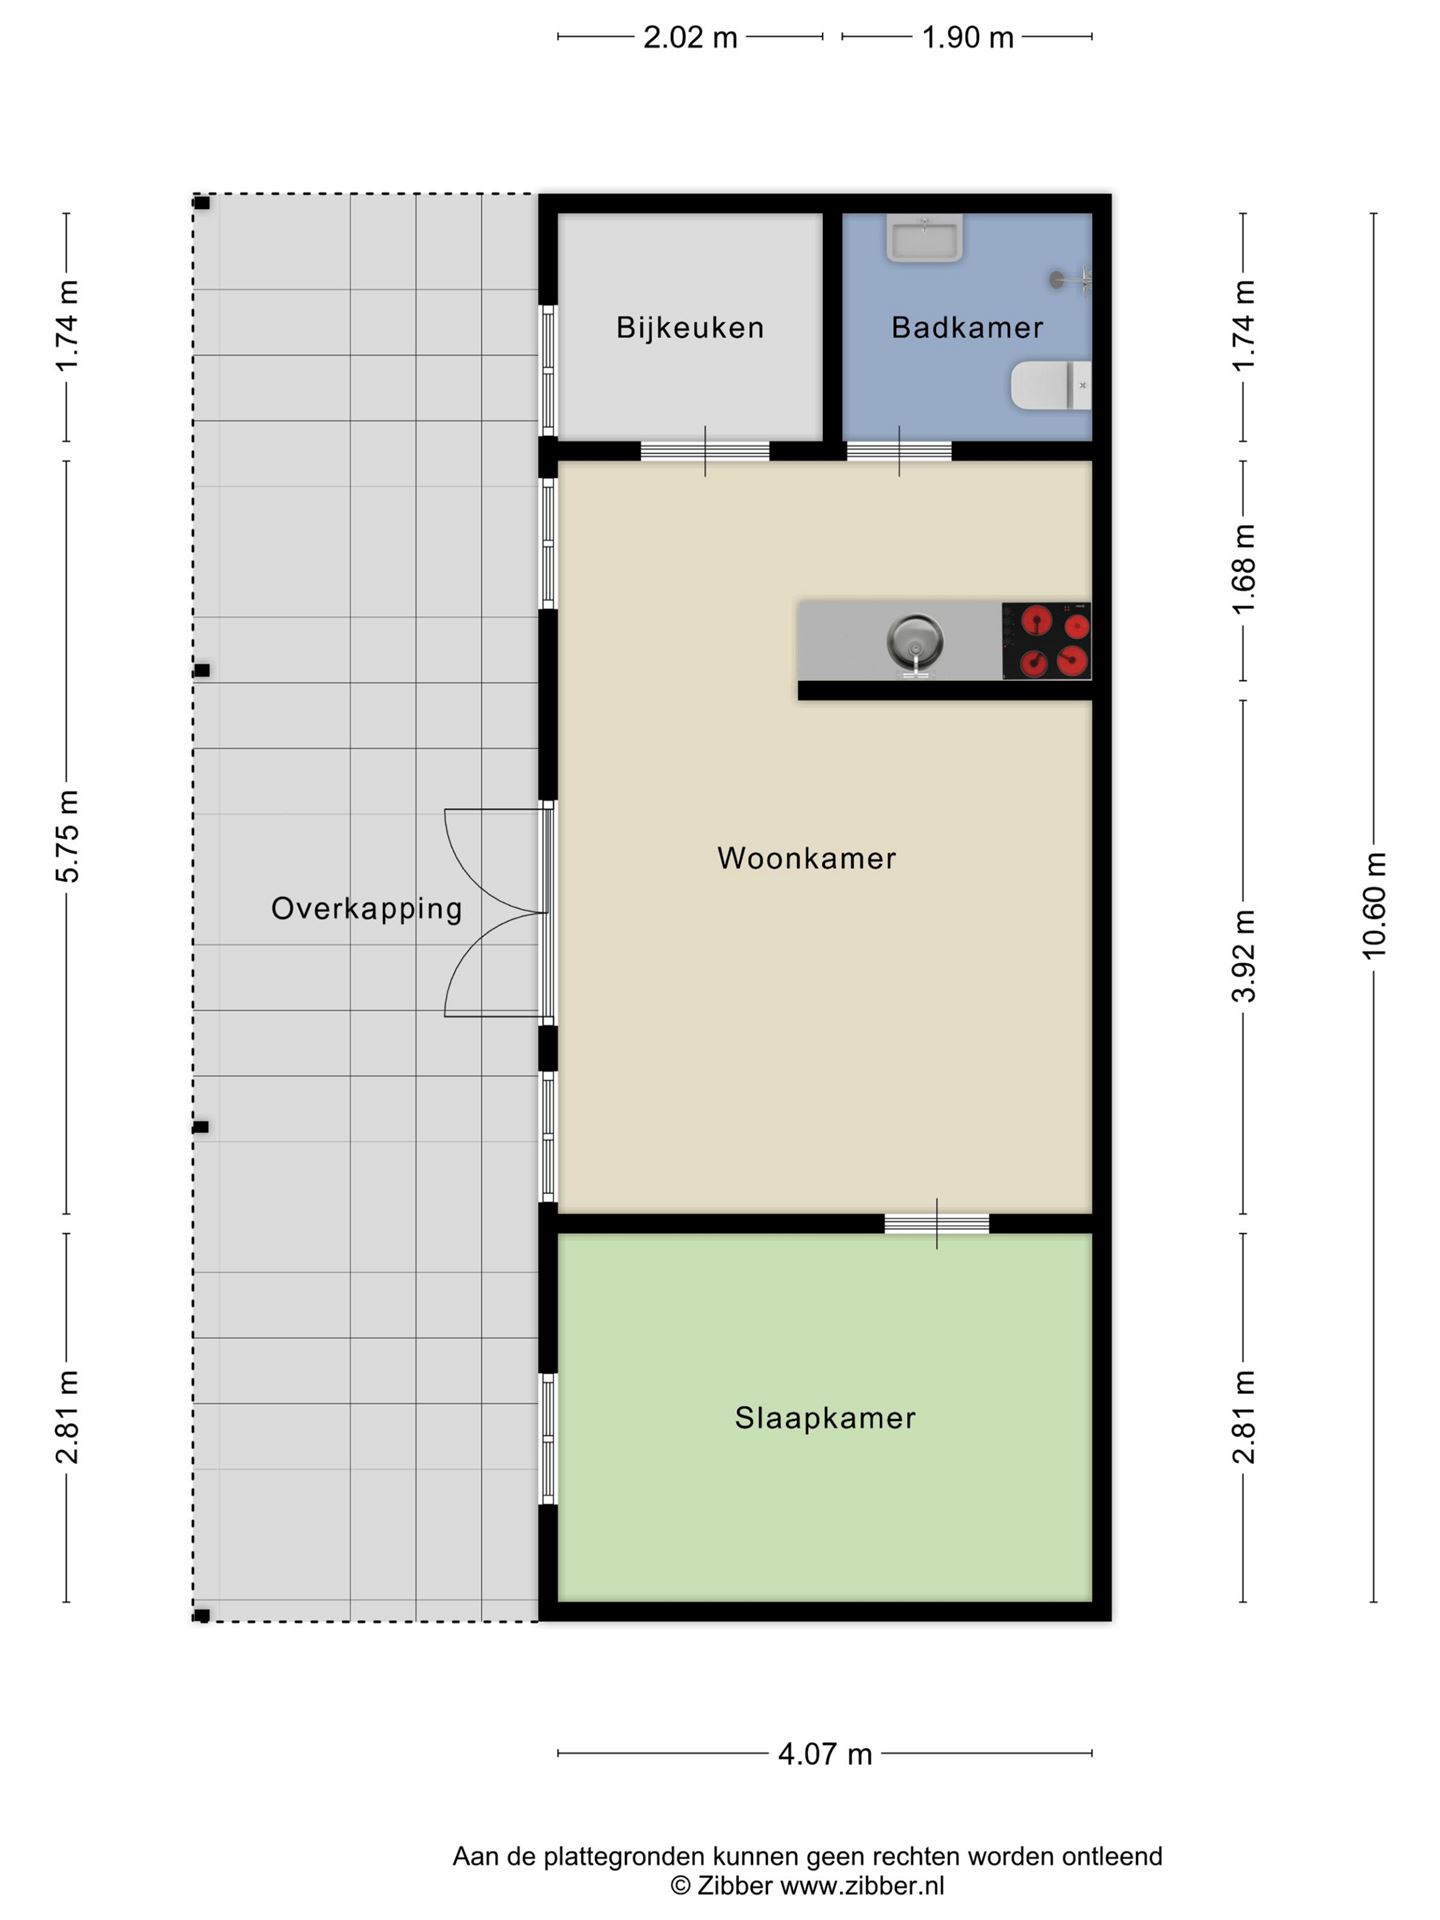 2.02 m 1.90 m
1.74 m
1.74 m
Bijkeuken
Badkamer
1.68 m
5.75 m
Woonkamer
Overkapping
3.92 m
10.60 m
2.81 m
Slaapkamer
2.81 m
4.07 m
Aan de plattegronden kunnen geen rechten worden ontleend
© Zibber www.zibber.nl